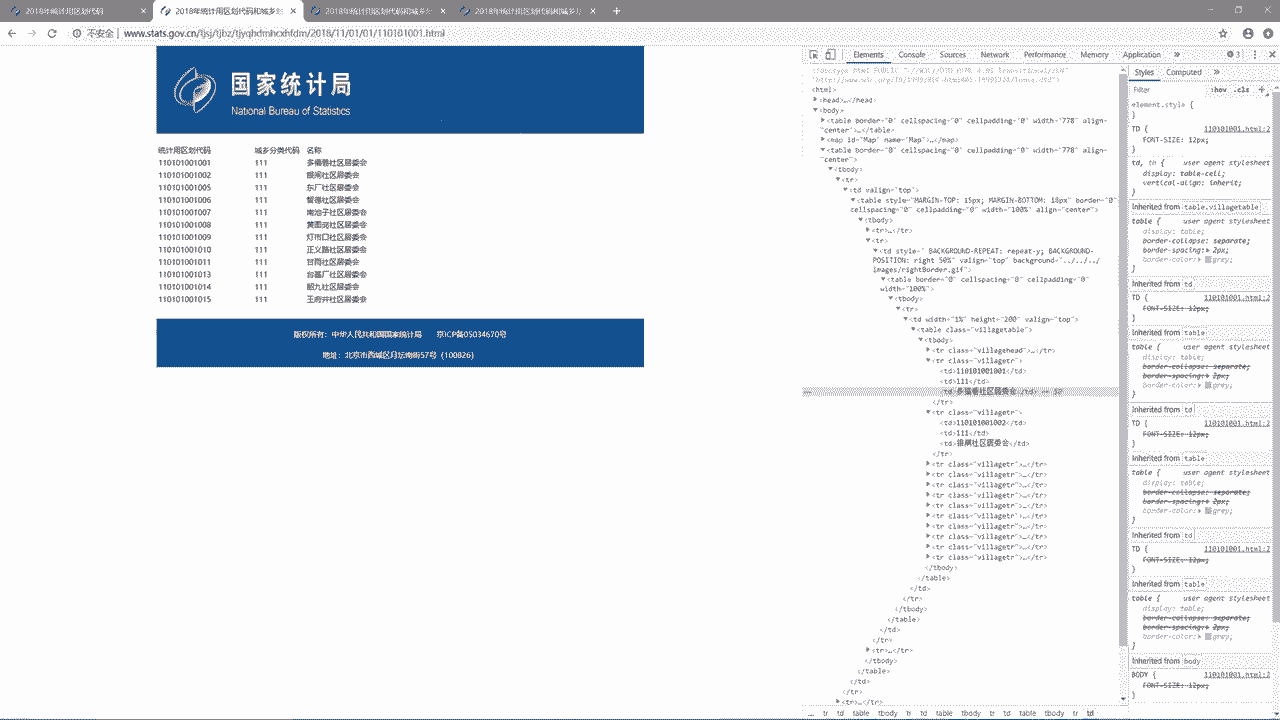 2018年统计用区划代码
2018年统计用区划代码和城乡划
2018年统计用区划代码和城乡划
2018年统计用区划代码和城乡划
不安全 | www.stats.gov.cn/tjsj/tjbz/tjyqhdmhcxhfdm/2018/11/01/01/110101001.html
国家统计局
National Bureau of Statistics
统计用区划代码 城乡分类代码 名称
110101001001 111 多福巷社区居委会
110101001002 111 银闸社区居委会
110101001005 111 东厂社区居委会
110101001006 111 智德社区居委会
110101001007 111 南池子社区居委会
110101001008 111 黄图岗社区居委会
110101001009 111 灯市口社区居委会
110101001010 111 正义路社区居委会
110101001011 111 甘雨社区居委会
110101001013 111 台基厂社区居委会
110101001014 111 韶九社区居委会
110101001015 111 王府井社区居委会
版权所有：中华人民共和国国家统计局 京ICP备05034670号
地址：北京市西城区月坛南街57号（100826）
Elements Console Sources Network Performance Memory Application »
<html>
<head>…</head>
<body>
<table border="0" cellspacing="0" cellpadding="0" width="778" align=
"center">…</table>
<map id="Map" name="Map">…</map>
<table border="0" cellspacing="0" cellpadding="0" width="778" align=
"center">
<tbody>
<tr>
<td valign="top">
<table style="MARGIN-TOP: 15px; MARGIN-BOTTOM: 18px" border="0"
cellspacing="0" cellpadding="0" width="100%" align="center">
<tbody>
<tr>…</tr>
<tr>
<td style=" BACKGROUND-REPEAT: repeat-y; BACKGROUND-
POSITION: right 50%" valign="top" background="../../../
images/rightBorder.gif">
<table border="0" cellspacing="0" cellpadding="0"
width="100%">
<tbody>
<tr>
<td width="1%" height="200" valign="top">
<table class="villagetable">
<tbody>
<tr class="villagehead">…</tr>
<tr class="villagetr">
<td>110101001001</td>
<td>111</td>
<td>多福巷社区居委会</td> == $0
</tr>
<tr class="villagetr">
<td>110101001002</td>
<td>111</td>
<td>银闸社区居委会</td>
</tr>
<tr class="villagetr">…</tr>
<tr class="villagetr">…</tr>
<tr class="villagetr">…</tr>
<tr class="villagetr">…</tr>
<tr class="villagetr">…</tr>
<tr class="villagetr">…</tr>
<tr class="villagetr">…</tr>
<tr class="villagetr">…</tr>
<tr class="villagetr">…</tr>
<tr class="villagetr">…</tr>
</tbody>
</table>
</td>
</tr>
</tbody>
</table>
</td>
</tr>
<tr>…</tr>
</tbody>
</table>
</td>
</tr>
<tr>…</tr>
… tr td table tbody tr td table tbody tr td table tbody tr td
Styles Computed »
Filter :hov .cls +
element.style {
}
TD { 110101001.html:2
FONT-SIZE: 12px;
}
td, th { user agent stylesheet
display: table-cell;
vertical-align: inherit;
}
Inherited from table.villagetable
table { user agent stylesheet
display: table;
border-collapse: separate;
border-spacing: 2px;
border-color: grey;
}
Inherited from td
TD { 110101001.html:2
FONT-SIZE: 12px;
}
Inherited from table
table { user agent stylesheet
display: table;
border-collapse: separate;
border-spacing: 2px;
border-color: grey;
}
Inherited from td
TD { 110101001.html:2
FONT-SIZE: 12px;
}
Inherited from table
table { user agent stylesheet
display: table;
border-collapse: separate;
border-spacing: 2px;
border-color: grey;
}
Inherited from td
TD { 110101001.html:2
FONT-SIZE: 12px;
}
Inherited from table
table { user agent stylesheet
display: table;
border-collapse: separate;
border-spacing: 2px;
border-color: grey;
}
Inherited from body
BODY { 110101001.html:2
FONT-SIZE: 12px;
}